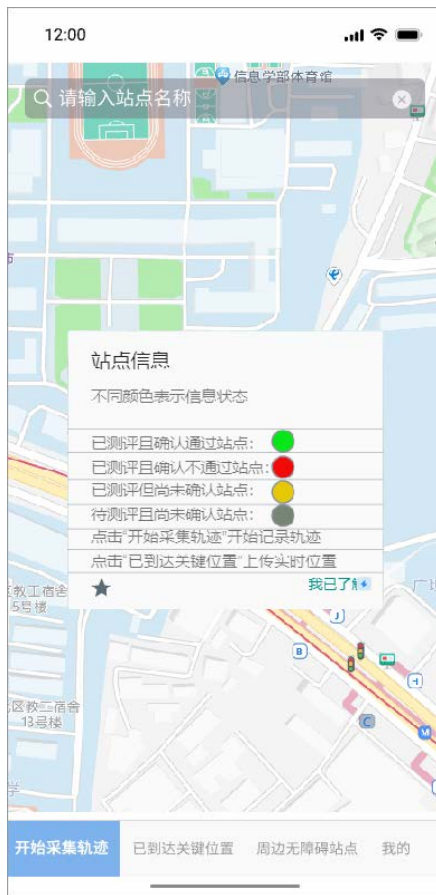 12:00
信息学部体育馆
请输入站点名称
站点信息
不同颜色表示信息状态
已测评且确认通过站点：
已测评且确认不通过站点：
已测评但尚未确认站点：
待测评且尚未确认站点：
点击"开始采集轨迹"开始记录轨迹
点击"已到达关键位置"上传实时位置
我已了解
区教工宿舍
5号楼
J
B
H
区教二宿舍
13号楼
C
M
学
开始采集轨迹
已到达关键位置
周边无障碍站点
我的